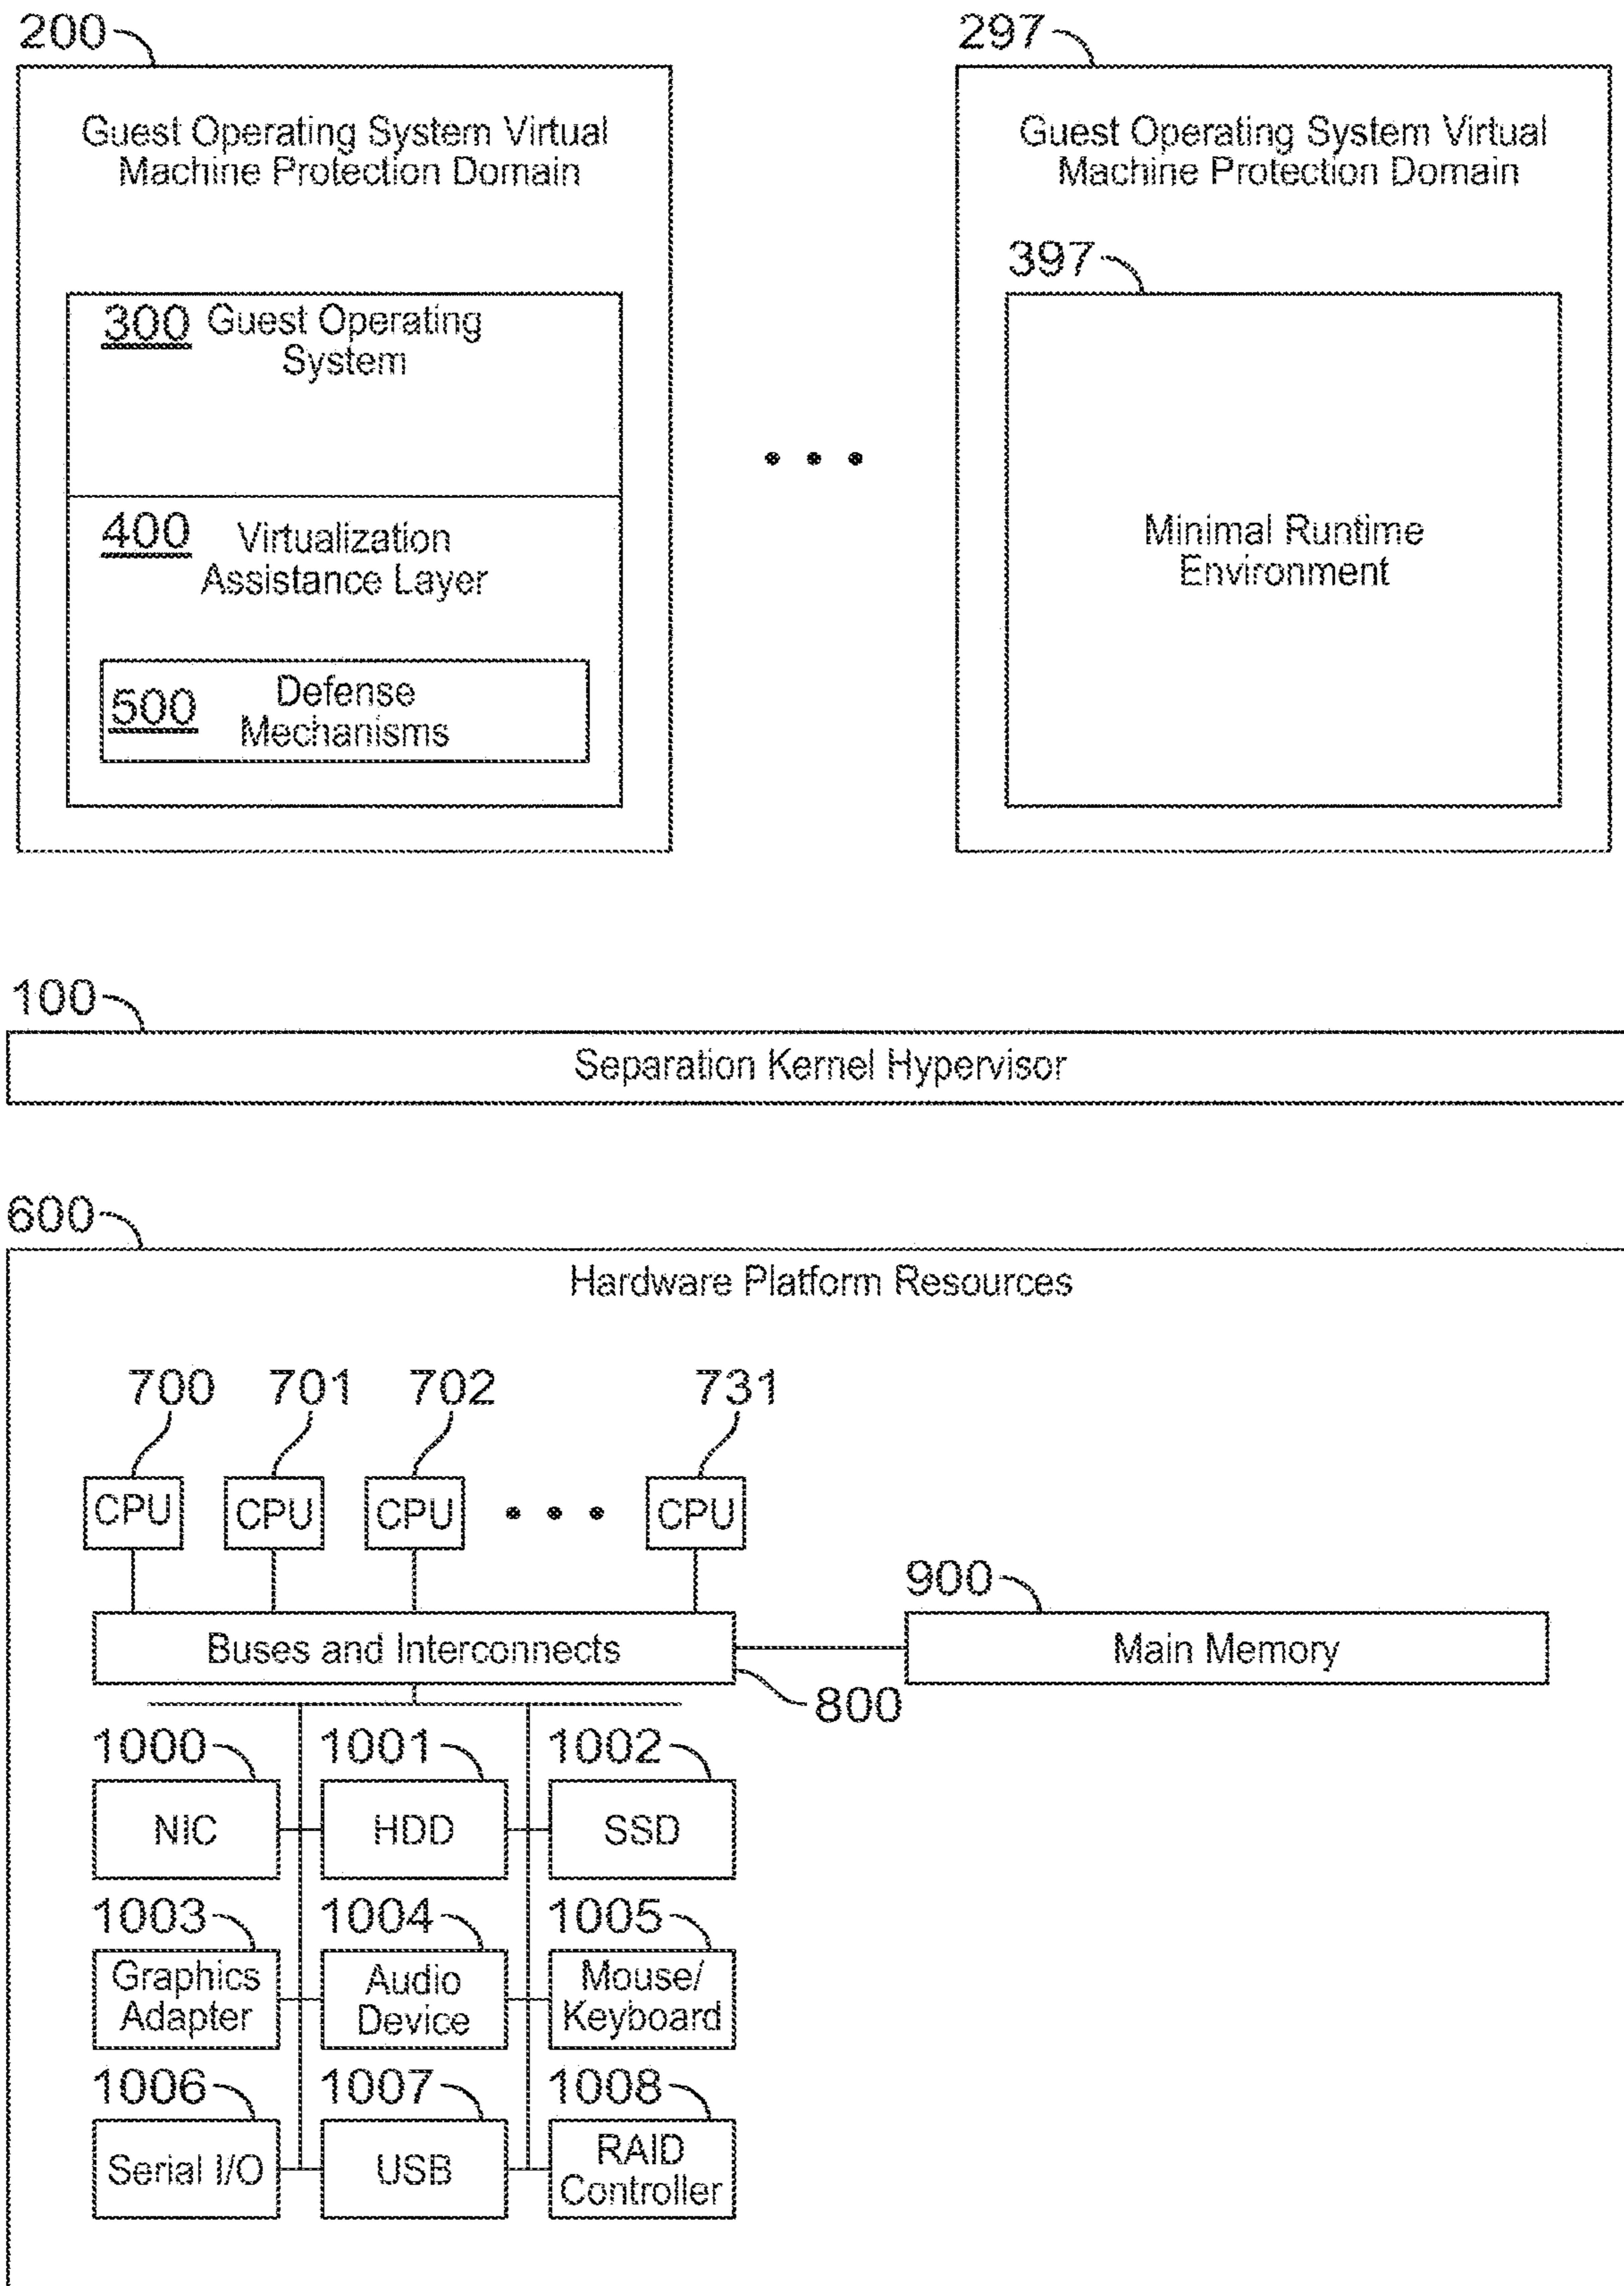 200
297
Guest Operating System Virtual
Machine Protection Domain
Guest Operating System Virtual
Machine Protection Domain
397
300 Guest Operating
System
400 Virtualization
Assistance Layer
500 Defense
Mechanisms
Minimal Runtime
Environment
100
Separation Kernel Hypervisor
600
Hardware Platform Resources
700 701 702 731
CPU CPU CPU CPU
900
Buses and Interconnects
Main Memory
800
1000 1001 1002
NIC HDD SSD
1003 1004 1005
Graphics
Adapter
Audio
Device
Mouse/
Keyboard
1006 1007 1008
Serial I/O USB
RAID
Controller